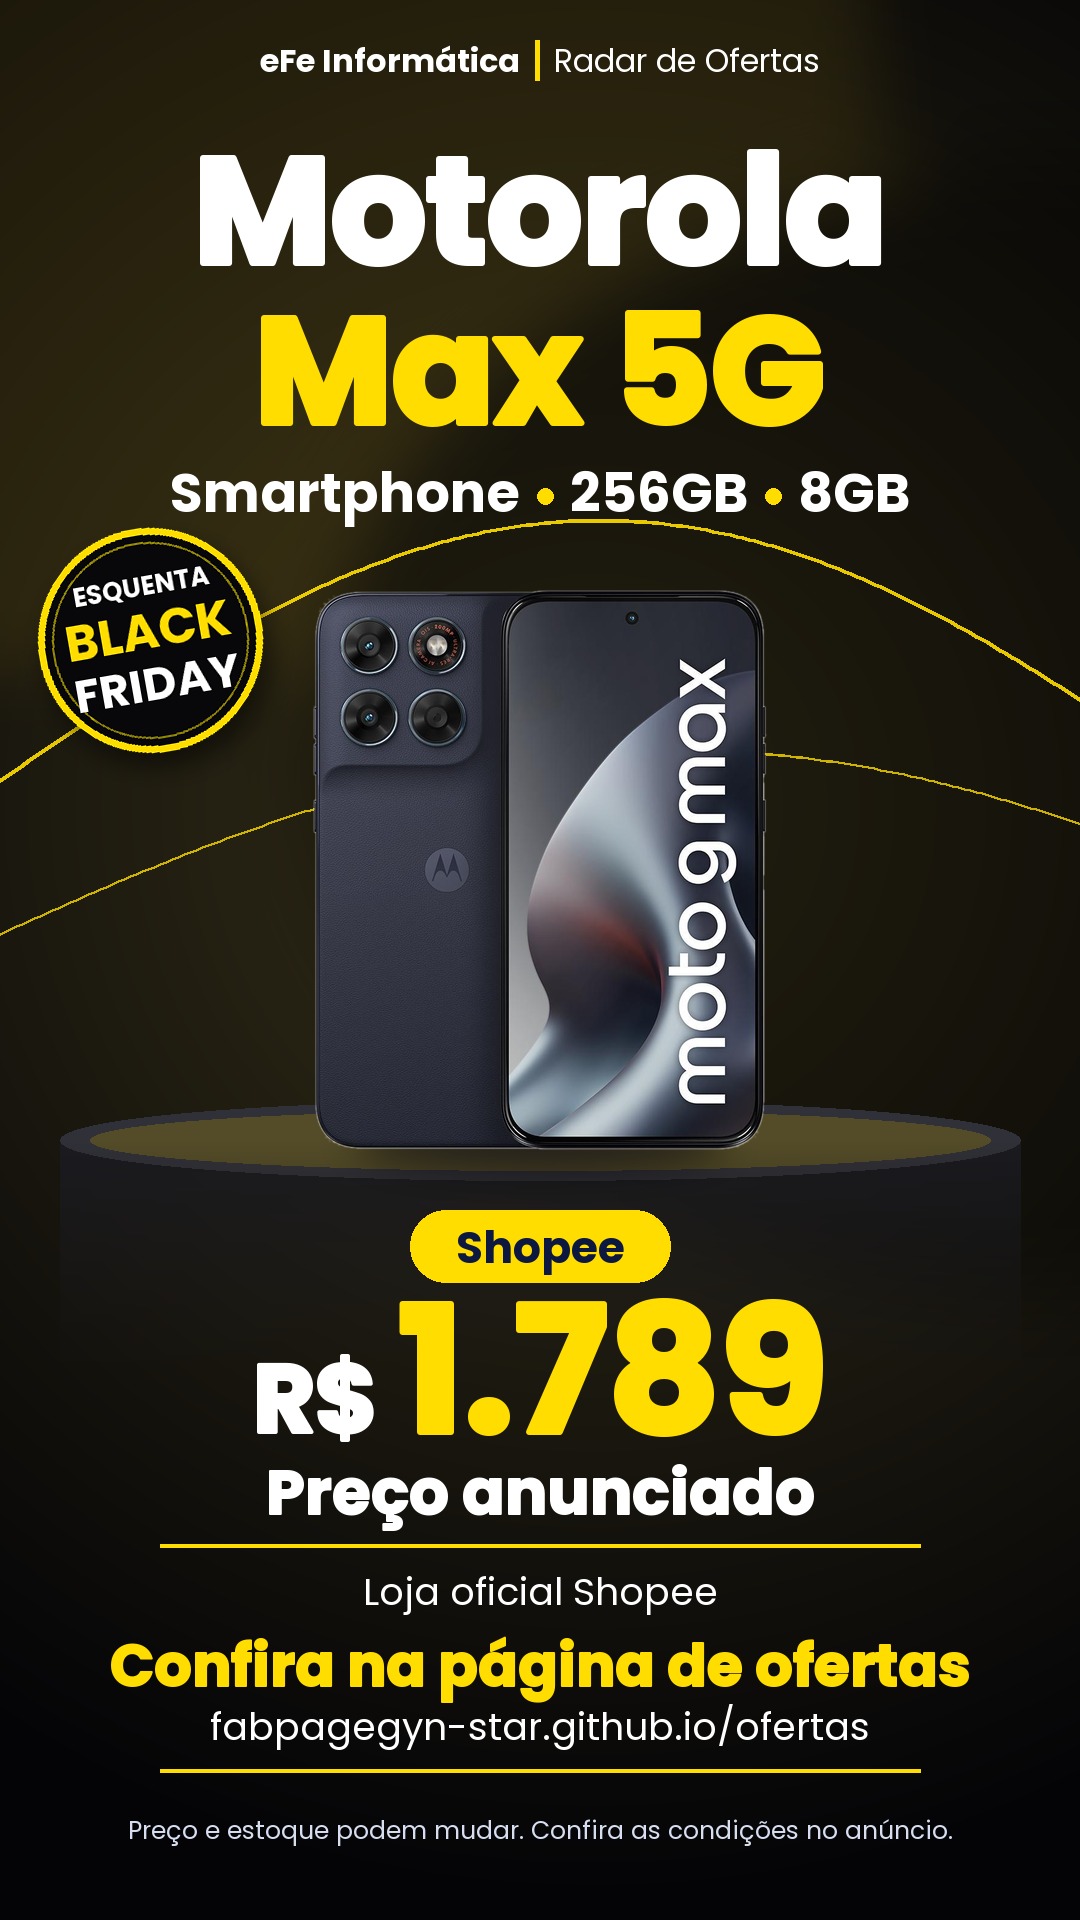 eFe Informática | Radar de Ofertas
Motorola
Max 5G
Smartphone • 256GB • 8GB
ESQUENTA
BLACK
FRIDAY
moto g max
Shopee
R$ 1.789
Preço anunciado
Loja oficial Shopee
Confira na página de ofertas
fabpagegyn-star.github.io/ofertas
Preço e estoque podem mudar. Confira as condições no anúncio.